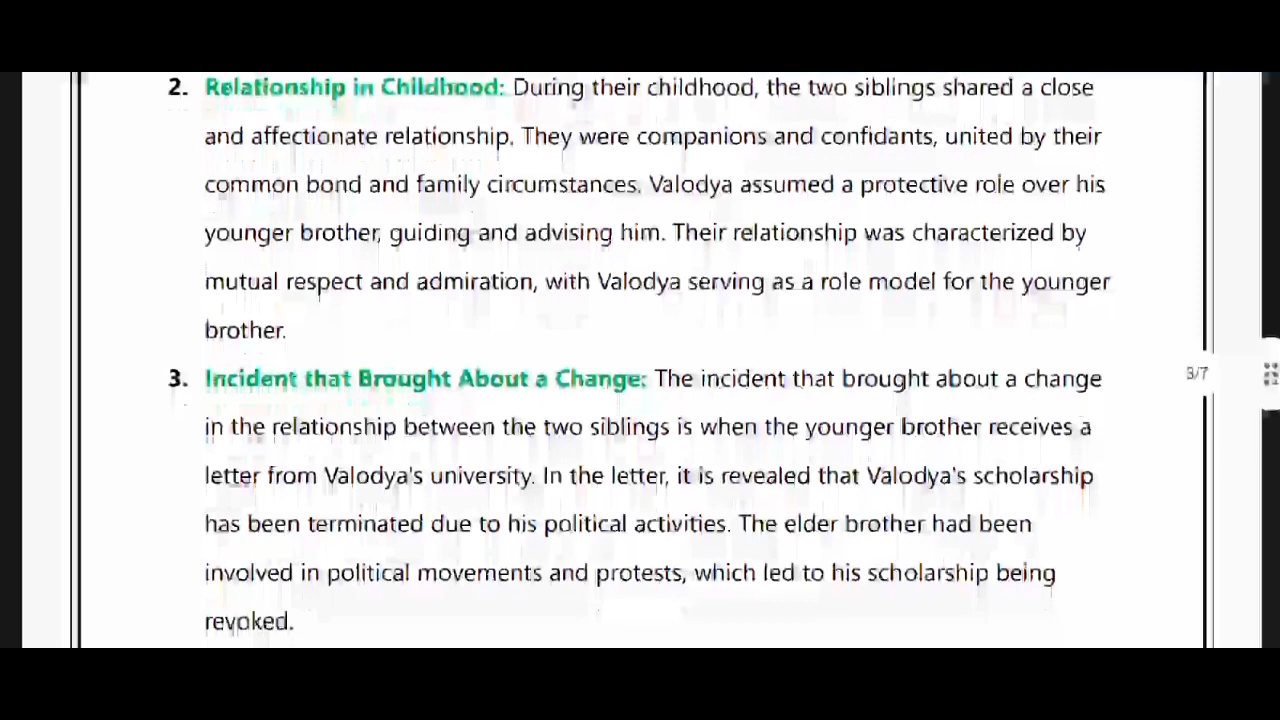 2. Relationship in Childhood: During their childhood, the two siblings shared a close
and affectionate relationship. They were companions and confidants, united by their
common bond and family circumstances. Valodya assumed a protective role over his
younger brother, guiding and advising him. Their relationship was characterized by
mutual respect and admiration, with Valodya serving as a role model for the younger
brother.
3. Incident that Brought About a Change: The incident that brought about a change
3/7
in the relationship between the two siblings is when the younger brother receives a
letter from Valodya's university. In the letter, it is revealed that Valodya's scholarship
has been terminated due to his political activities. The elder brother had been
involved in political movements and protests, which led to his scholarship being
revoked.